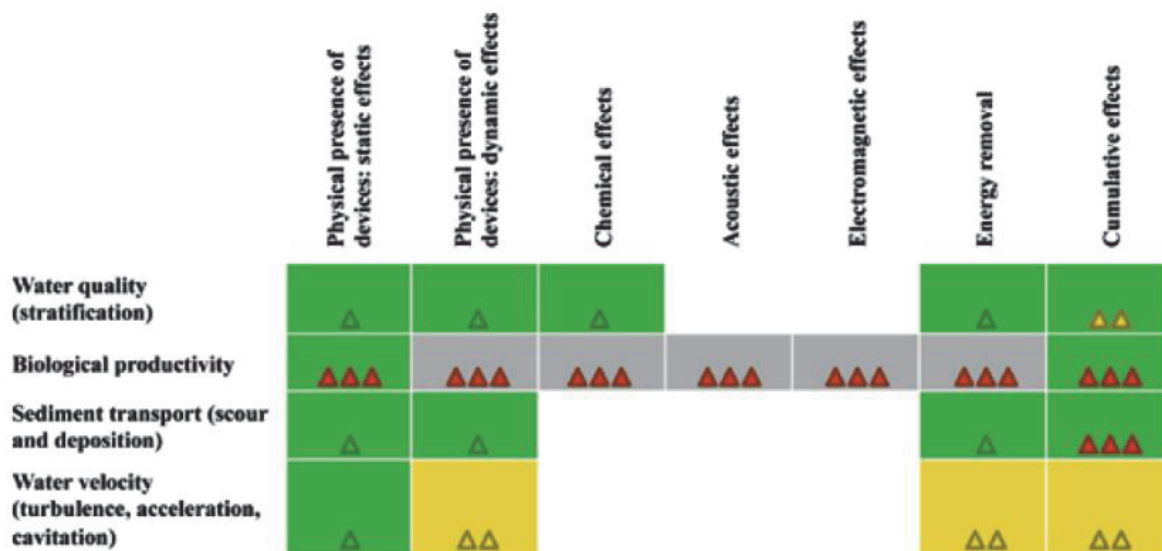 Physical presence of
devices: static effects
Physical presence of
devices: dynamic effects
Chemical effects
Acoustic effects
Electromagnetic effects
Energy removal
Cumulative effects
Water quality
(stratification)
Biological productivity
Sediment transport (scour
and deposition)
Water velocity
(turbulence, acceleration,
cavitation)